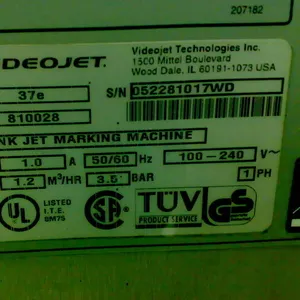 207182
DEOJET.
Videojet Technologies Inc.
1500 Mittel Boulevard
Wood Dale, IL 60191-1073 USA
37e S/N 052281017WD
810028
NK JET MARKING MACHINE
1.0 A 50/60 Hz 100-240 V~
1.2 M³/HR 3.5 BAR 1 PH
UL LISTED
I.T.E.
SA TÜV GS
PRODUCT SERVICE